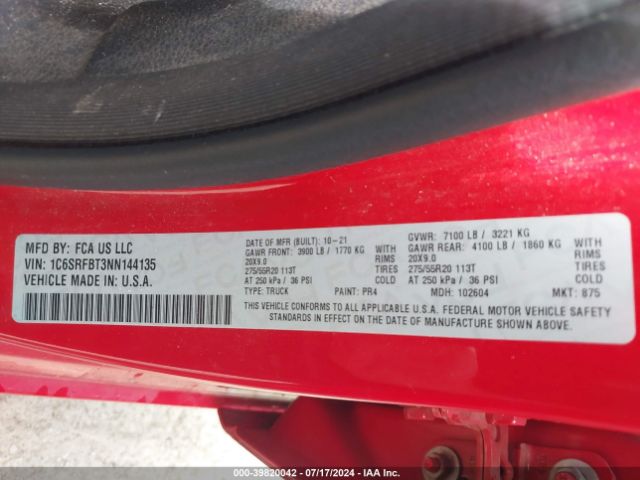 MFD BY: FCA US LLC
VIN: 1C6SRFBT3NN144135
VEHICLE MADE IN: U.S.A.
DATE OF MFR (BUILT): 10-21
GAWR FRONT: 3900 LB / 1770 KG WITH
20X9.0 RIMS
275/55R20 113T TIRES
AT 250 kPa / 36 PSI COLD
GVWR: 7100 LB / 3221 KG
GAWR REAR: 4100 LB / 1860 KG WITH
20X9.0 RIMS
275/55R20 113T TIRES
AT 250 kPa / 36 PSI COLD
TYPE: TRUCK PAINT: PR4 MDH: 102604 MKT: 875
THIS VEHICLE CONFORMS TO ALL APPLICABLE U.S.A. FEDERAL MOTOR VEHICLE SAFETY
STANDARDS IN EFFECT ON THE DATE OF MANUFACTURE SHOWN ABOVE.
000-39820042 - 07/17/2024 - IAA Inc.